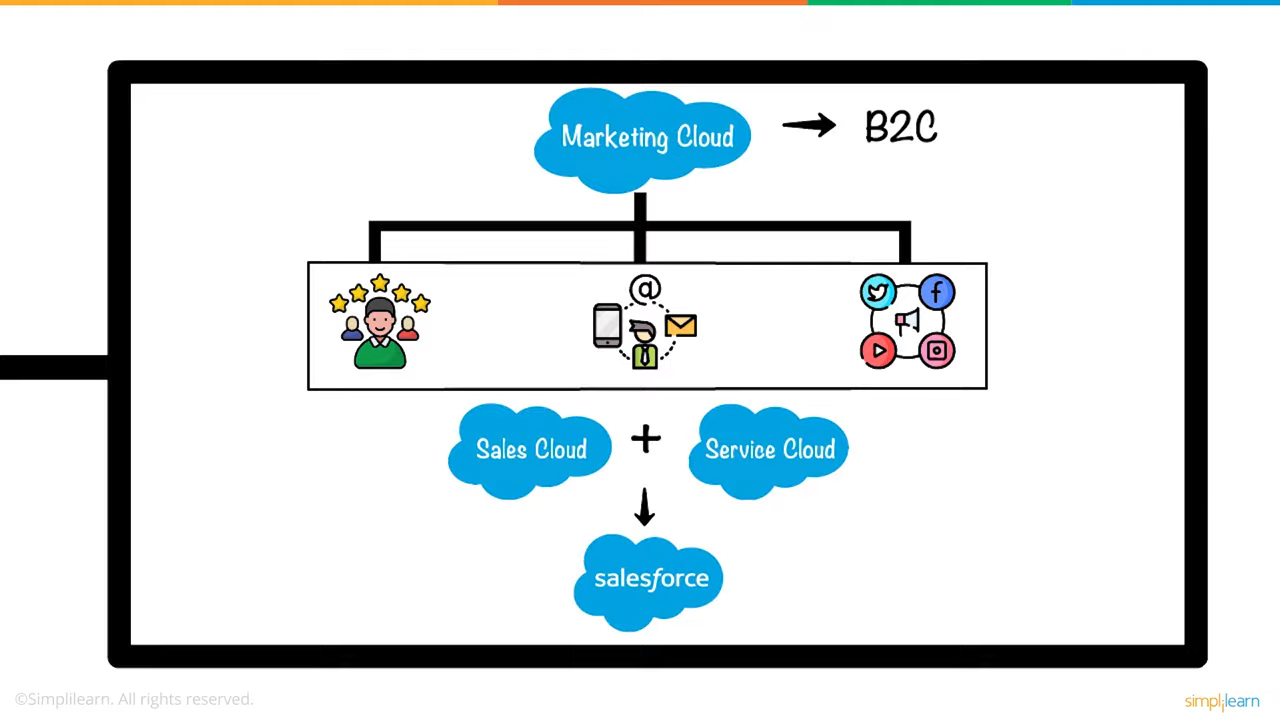 Marketing Cloud
B2C
@
f
Sales Cloud
+
Service Cloud
salesforce
©Simplilearn. All rights reserved.
simplilearn